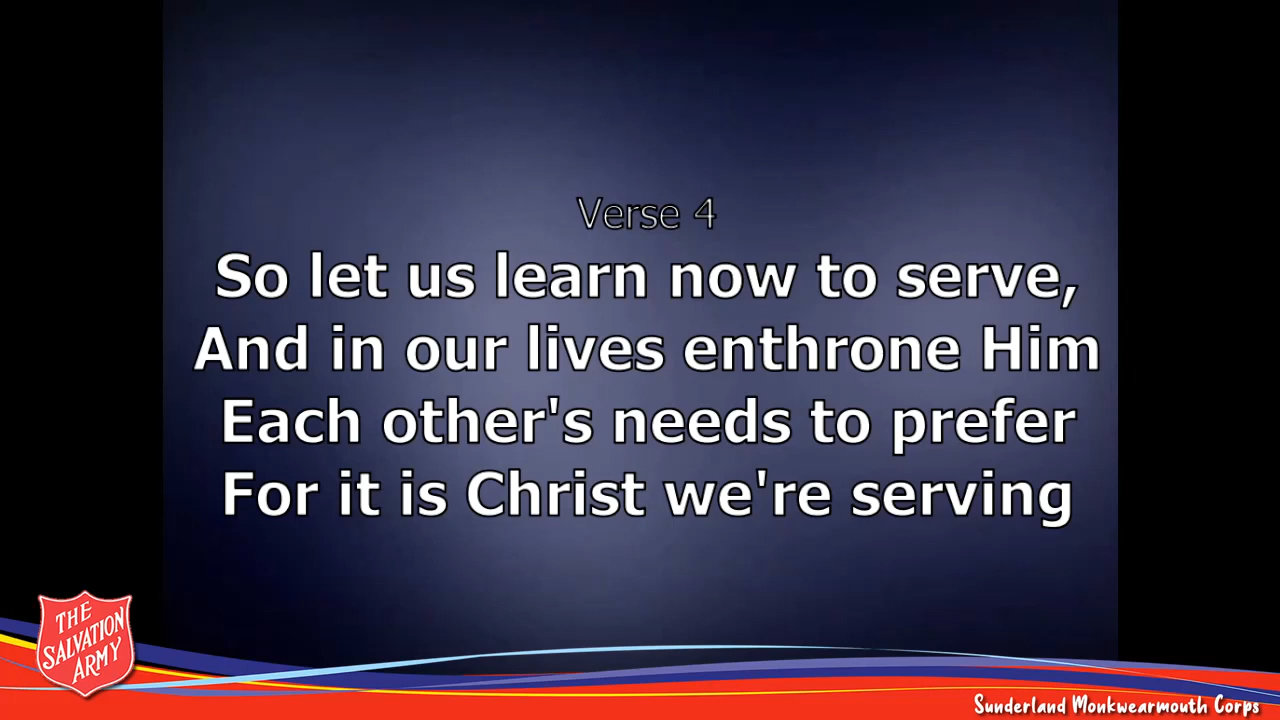 Verse 4
So let us learn now to serve,
And in our lives enthrone Him
Each other's needs to prefer
For it is Christ we're serving
THE
SALVATION
ARMY
Sunderland Monkwearmouth Corps